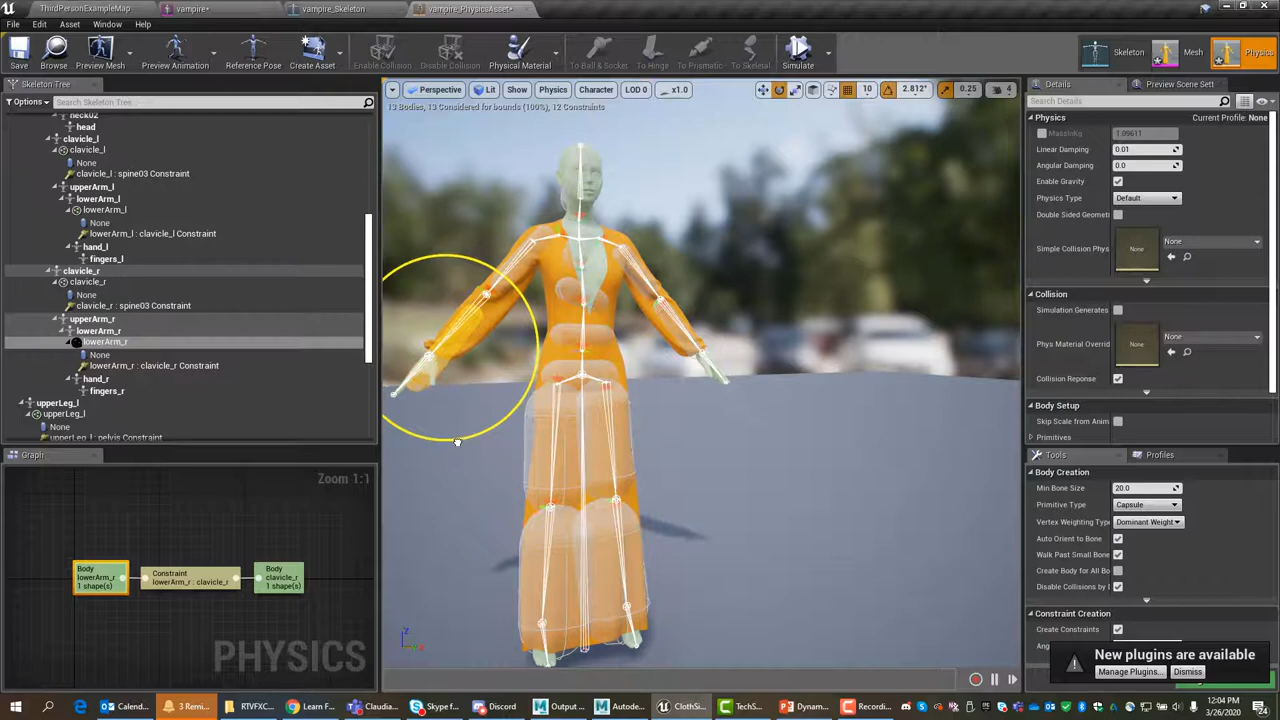 ThirdPersonExampleMap
vampire*
vampire_Skeleton
vampire_PhysicsAsset*
File Edit Asset Window Help
Save
Browse
Preview Mesh
Preview Animation
Reference Pose
Create Asset
Enable Collision
Disable Collision
Physical Material
To Ball & Socket
To Hinge
To Prismatic
To Skeletal
Simulate
Skeleton
Mesh
Physics
Skeleton Tree
Options
Search Skeleton Tree...
neck02
head
clavicle_l
clavicle_l
None
clavicle_l : spine03 Constraint
upperArm_l
lowerArm_l
lowerArm_l
None
lowerArm_l : clavicle_l Constraint
hand_l
fingers_l
clavicle_r
clavicle_r
None
clavicle_r : spine03 Constraint
upperArm_r
lowerArm_r
lowerArm_r
None
lowerArm_r : clavicle_r Constraint
hand_r
fingers_r
upperLeg_l
upperLeg_l
None
upperLeg_l : pelvis Constraint
Graph
Zoom 1:1
Body
lowerArm_r
1 shape(s)
Constraint
lowerArm_r : clavicle_r
Body
clavicle_r
1 shape(s)
PHYSICS
Perspective
Lit
Show
Physics
Character
LOD 0
x1.0
10
2.812°
0.25
4
13 Bodies, 13 Considered for bounds (100%), 12 Constraints
Z
Details
Preview Scene Sett
Search Details
Physics
Current Profile: None
MassInKg
1.09611
Linear Damping
0.01
Angular Damping
0.0
Enable Gravity
Physics Type
Default
Double Sided Geometr
Simple Collision Phys
None
None
Collision
Simulation Generates
Phys Material Overrid
None
None
Collision Reponse
Body Setup
Skip Scale from Anim
Primitives
Tools
Profiles
Body Creation
Min Bone Size
20.0
Primitive Type
Capsule
Vertex Weighting Typ
Dominant Weight
Auto Orient to Bone
Walk Past Small Bone
Create Body for All Bo
Disable Collisions by D
Constraint Creation
Create Constraints
Ang
New plugins are available
Manage Plugins...
Dismiss
Calend...
3 Remi...
RTVFXC...
Learn F...
Claudia...
Skype f...
Discord
Output ...
Autode...
ClothSi...
TechS...
Dynam...
Recordi...
12:04 PM
3/26/2020